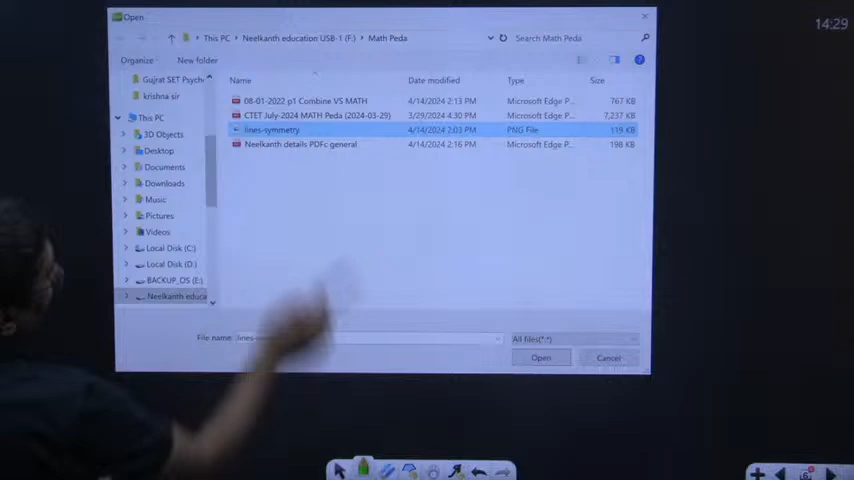 Open
14:29
This PC > Neelkanth education USB-1 (F:) > Math Peda
Search Math Peda
Organize
New folder
Name
Date modified
Type
Size
Gujrat SET Psych
krishna sir
This PC
3D Objects
Desktop
Documents
Downloads
Music
Pictures
Videos
Local Disk (C:)
Local Disk (D:)
BACKUP_OS (E:)
Neelkanth educa
08-01-2022 p1 Combine VS MATH 4/14/2024 2:13 PM Microsoft Edge P... 767 KB
CTET July-2024 MATH Peda (2024-03-29) 3/29/2024 4:30 PM Microsoft Edge P... 7,237 KB
lines-symmetry 4/14/2024 2:03 PM PNG File 119 KB
Neelkanth details PDFc general 4/14/2024 2:16 PM Microsoft Edge P... 198 KB
File name:
All files(*.*)
Open
Cancel